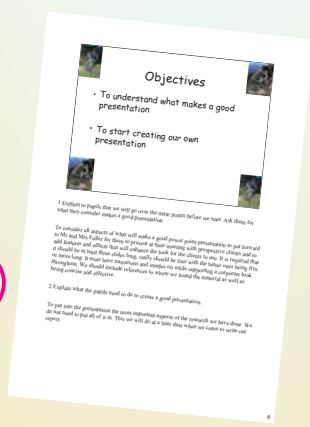 Objectives
• To understand what makes a good
presentation
• To start creating our own
presentation
1 Explain to pupils that we will go over the main points before we start. Ask them for
what they consider makes a good presentation
To consider all aspects of what will make a good power point presentation to put forward
to Mr and Mrs Fuller for them to present at their meeting with prospective clients and to
add features and effects that will enhance the look for the clients to use. It is required that
it should be at least three slides long, really should be four with the better ones being five
or more long. It must have transitions and images etc while supporting a corporate look
throughout. We should include references to where we found the material as well as
being concise and effective.
2 Explain what the pupils need to do to create a good presentation.
To put into the presentation the most important aspects of the research we have done. We
do not need to put all of it in. This we will do at a later date when we come to write our
report.
8